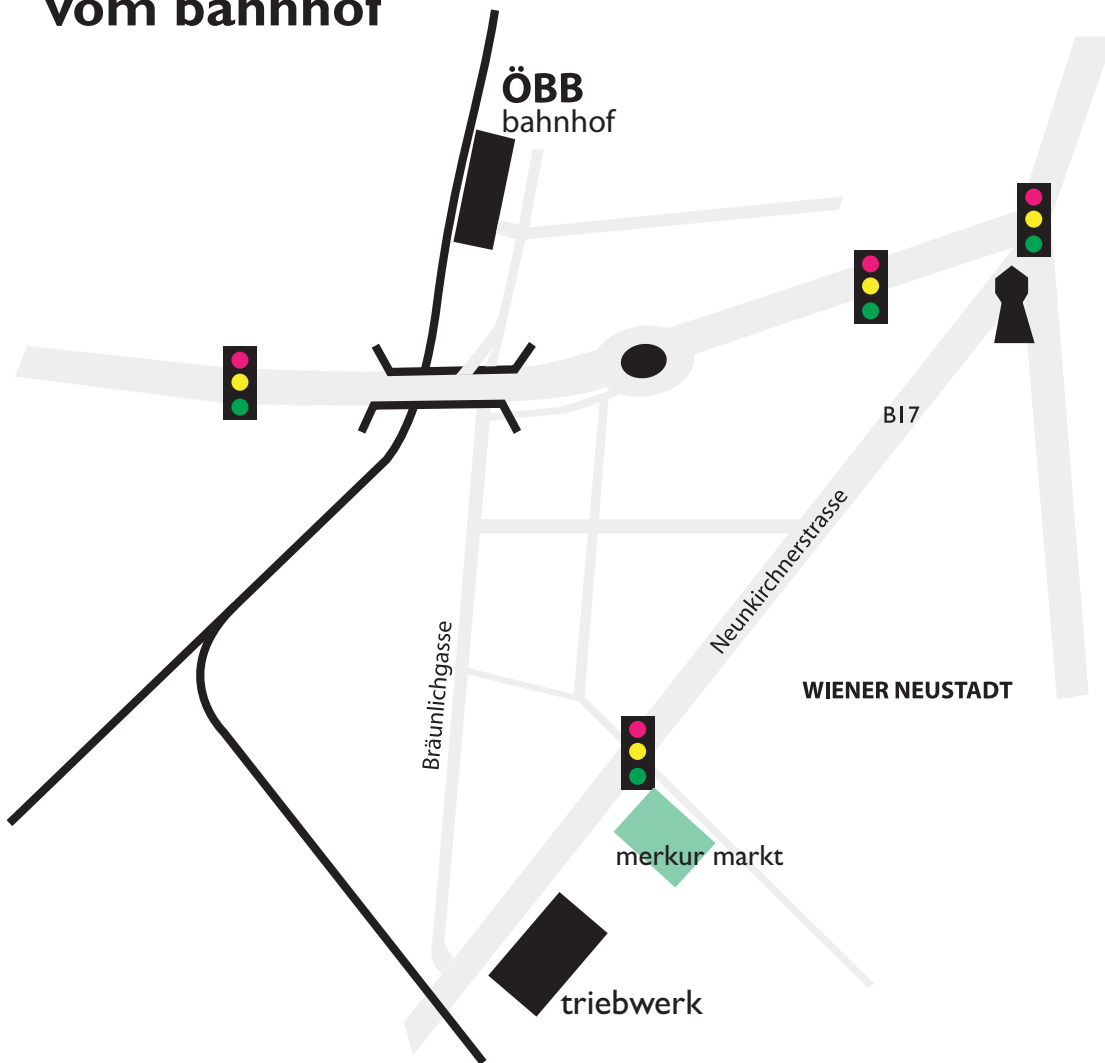 vom bahnhof
ÖBB
bahnhof
B17
Neunkirchnerstrasse
Bräunlichgasse
WIENER NEUSTADT
merkur markt
triebwerk